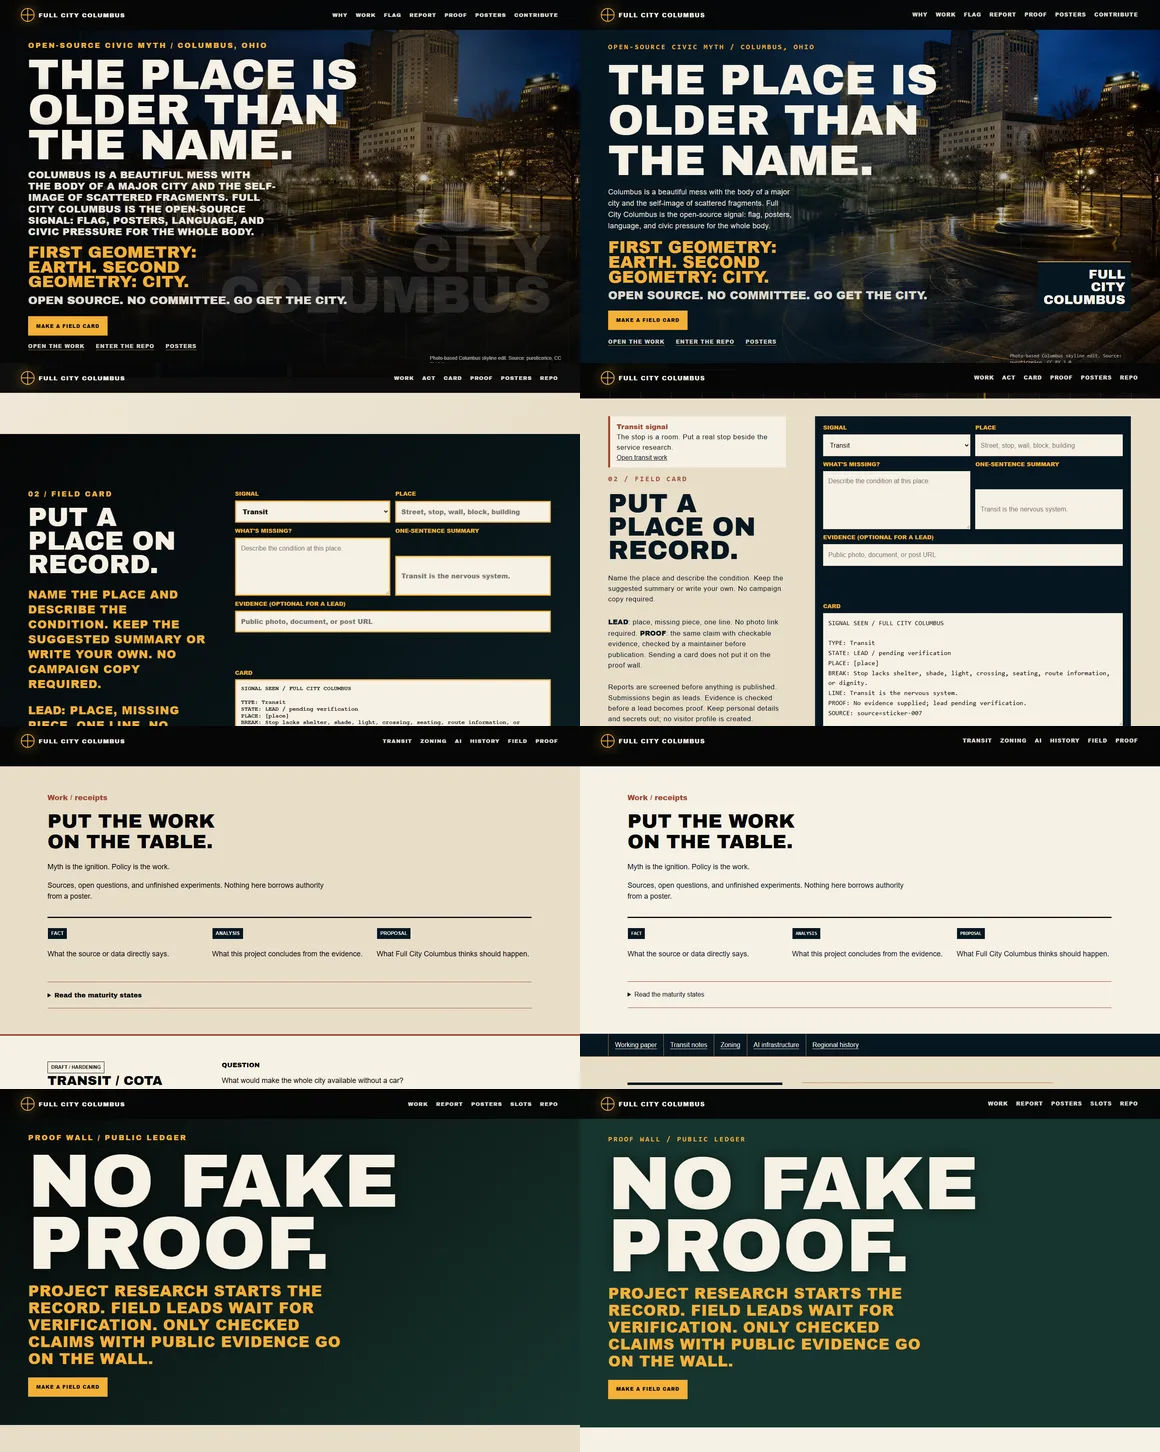 FULL CITY COLUMBUS
WHY WORK FLAG REPORT PROOF POSTERS CONTRIBUTE
OPEN-SOURCE CIVIC MYTH / COLUMBUS, OHIO
THE PLACE IS
OLDER THAN
THE NAME.
COLUMBUS IS A BEAUTIFUL MESS WITH
THE BODY OF A MAJOR CITY AND THE SELF-
IMAGE OF SCATTERED FRAGMENTS. FULL
CITY COLUMBUS IS THE OPEN-SOURCE
SIGNAL: FLAG, POSTERS, LANGUAGE, AND
CIVIC PRESSURE FOR THE WHOLE BODY.
FIRST GEOMETRY:
EARTH. SECOND
GEOMETRY: CITY.
OPEN SOURCE. NO COMMITTEE. GO GET THE CITY.
MAKE A FIELD CARD
OPEN THE WORK ENTER THE REPO POSTERS
CITY
COLUMBUS
Photo-based Columbus skyline edit. Source: puroticorico, CC
FULL CITY COLUMBUS
WHY WORK FLAG REPORT PROOF POSTERS CONTRIBUTE
OPEN-SOURCE CIVIC MYTH / COLUMBUS, OHIO
THE PLACE IS
OLDER THAN
THE NAME.
Columbus is a beautiful mess with the body of a major
city and the self-image of scattered fragments. Full
City Columbus is the open-source signal: flag, posters,
language, and civic pressure for the whole body.
FIRST GEOMETRY:
EARTH. SECOND
GEOMETRY: CITY.
OPEN SOURCE. NO COMMITTEE. GO GET THE CITY.
MAKE A FIELD CARD
OPEN THE WORK ENTER THE REPO POSTERS
FULL
CITY
COLUMBUS
Photo-based Columbus skyline edit. Source:
FULL CITY COLUMBUS
WORK ACT CARD PROOF POSTERS REPO
02 / FIELD CARD
PUT A
PLACE ON
RECORD.
NAME THE PLACE AND
DESCRIBE THE
CONDITION. KEEP THE
SUGGESTED SUMMARY OR
WRITE YOUR OWN. NO
CAMPAIGN COPY
REQUIRED.
LEAD: PLACE, MISSING
PIECE, ONE LINE. NO
SIGNAL
Transit
PLACE
Street, stop, wall, block, building
WHAT'S MISSING?
Describe the condition at this place
ONE-SENTENCE SUMMARY
Transit is the nervous system.
EVIDENCE (OPTIONAL FOR A LEAD)
Public photo, document, or post URL
CARD
SIGNAL SEEN / FULL CITY COLUMBUS
TYPE: Transit
STATE: LEAD / pending verification
PLACE: [place]
BREAK: Stop lacks shelter, shade, light, crossing, seating, route information, or
FULL CITY COLUMBUS
WORK ACT CARD PROOF POSTERS REPO
Transit signal
The stop is a room. Put a real stop beside the
service research.
Open transit work
02 / FIELD CARD
PUT A
PLACE ON
RECORD.
Name the place and describe the condition. Keep the
suggested summary or write your own. No campaign
copy required.
LEAD: place, missing piece, one line. No photo link
required. PROOF: the same claim with checkable
evidence, checked by a maintainer before
publication. Sending a card does not put it on the
proof wall.
Reports are screened before anything is published.
Submissions begin as leads. Evidence is checked
before a lead becomes proof. Keep personal details
and secrets out; no visitor profile is created.
SIGNAL
Transit
PLACE
Street, stop, wall, block, building
WHAT'S MISSING?
Describe the condition at this place
ONE-SENTENCE SUMMARY
Transit is the nervous system.
EVIDENCE (OPTIONAL FOR A LEAD)
Public photo, document, or post URL
CARD
SIGNAL SEEN / FULL CITY COLUMBUS
TYPE: Transit
STATE: LEAD / pending verification
PLACE: [place]
BREAK: Stop lacks shelter, shade, light, crossing, seating, route information,
or dignity.
LINE: Transit is the nervous system.
PROOF: No evidence supplied; lead pending verification.
SOURCE: source=sticker-007
FULL CITY COLUMBUS
TRANSIT ZONING AI HISTORY FIELD PROOF
Work / receipts
PUT THE WORK
ON THE TABLE.
Myth is the ignition. Policy is the work.
Sources, open questions, and unfinished experiments. Nothing here borrows authority
from a poster.
FACT
What the source or data directly says.
ANALYSIS
What this project concludes from the evidence.
PROPOSAL
What Full City Columbus thinks should happen.
Read the maturity states
DRAFT / HARDENING
TRANSIT / COTA
QUESTION
What would make the whole city available without a car?
FULL CITY COLUMBUS
TRANSIT ZONING AI HISTORY FIELD PROOF
Work / receipts
PUT THE WORK
ON THE TABLE.
Myth is the ignition. Policy is the work.
Sources, open questions, and unfinished experiments. Nothing here borrows authority
from a poster.
FACT
What the source or data directly says.
ANALYSIS
What this project concludes from the evidence.
PROPOSAL
What Full City Columbus thinks should happen.
Read the maturity states
Working paper Transit notes Zoning AI infrastructure Regional history
FULL CITY COLUMBUS
WORK REPORT POSTERS SLOTS REPO
PROOF WALL / PUBLIC LEDGER
NO FAKE
PROOF.
PROJECT RESEARCH STARTS THE
RECORD. FIELD LEADS WAIT FOR
VERIFICATION. ONLY CHECKED
CLAIMS WITH PUBLIC EVIDENCE GO
ON THE WALL.
MAKE A FIELD CARD
FULL CITY COLUMBUS
WORK REPORT POSTERS SLOTS REPO
PROOF WALL / PUBLIC LEDGER
NO FAKE
PROOF.
PROJECT RESEARCH STARTS THE
RECORD. FIELD LEADS WAIT FOR
VERIFICATION. ONLY CHECKED
CLAIMS WITH PUBLIC EVIDENCE GO
ON THE WALL.
MAKE A FIELD CARD